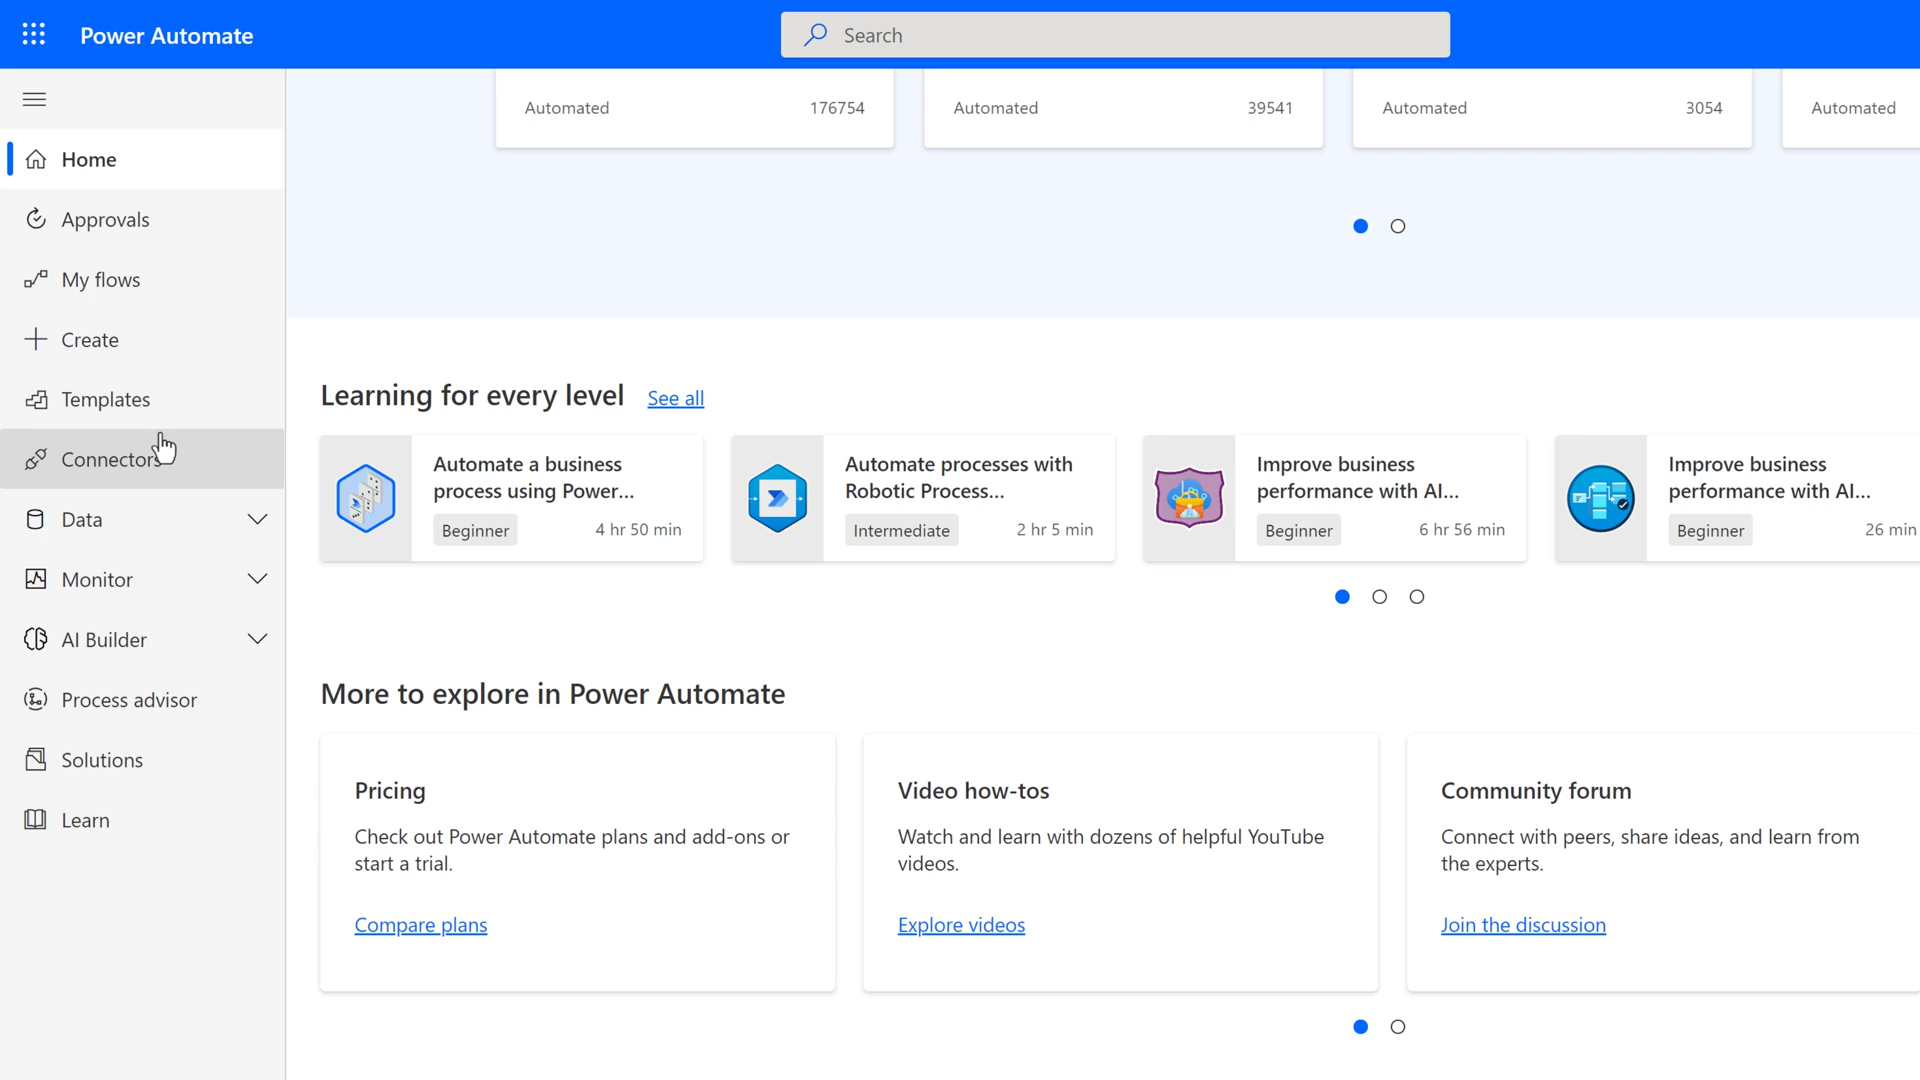 Power Automate
Search
Home
Approvals
My flows
Create
Templates
Connectors
Data
Monitor
AI Builder
Process advisor
Solutions
Learn
Automated 176754
Automated 39541
Automated 3054
Automated
Learning for every level See all
Automate a business
process using Power...
Beginner 4 hr 50 min
Automate processes with
Robotic Process...
Intermediate 2 hr 5 min
Improve business
performance with AI...
Beginner 6 hr 56 min
Improve business
performance with AI...
Beginner 26 min
More to explore in Power Automate
Pricing
Check out Power Automate plans and add-ons or
start a trial.
Compare plans
Video how-tos
Watch and learn with dozens of helpful YouTube
videos.
Explore videos
Community forum
Connect with peers, share ideas, and learn from
the experts.
Join the discussion